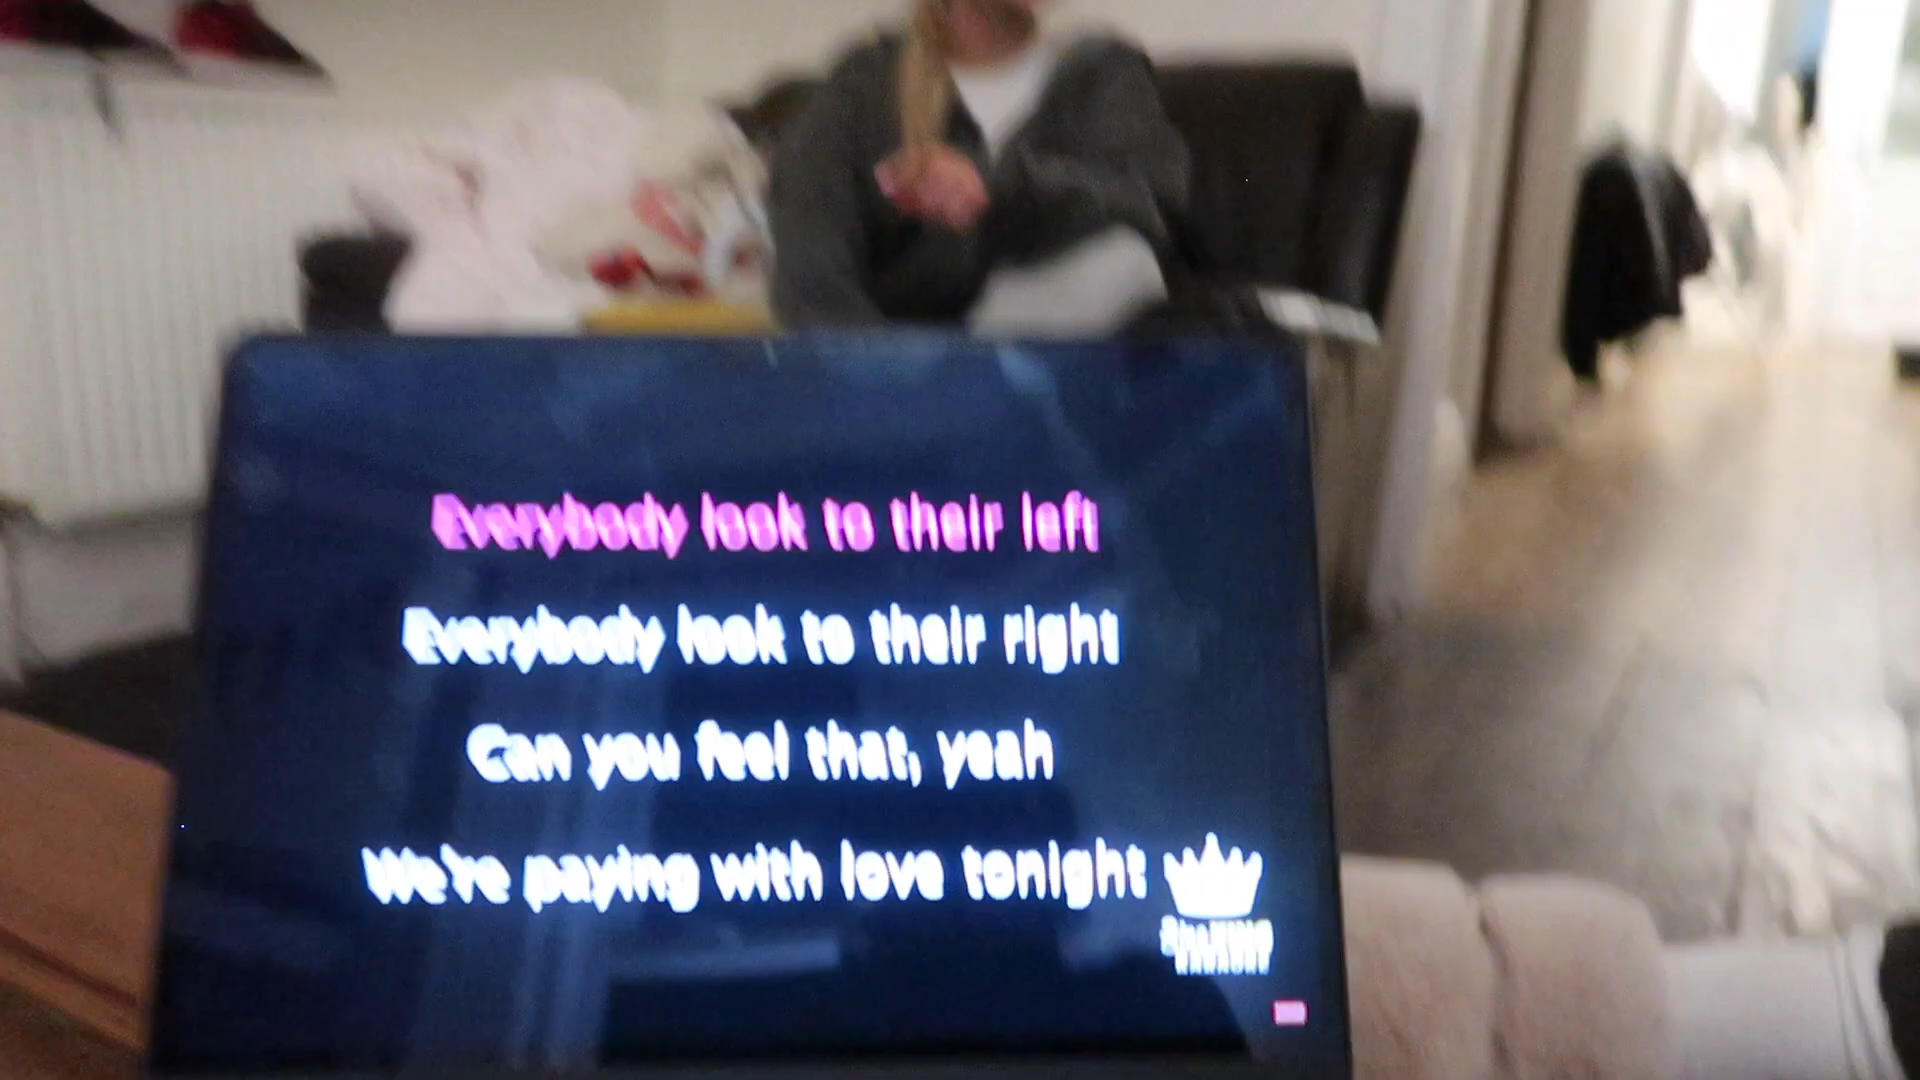 Everybody look to their left
Everybody look to their right
Can you feel that, yeah
We're paying with love tonight
KARAOKE